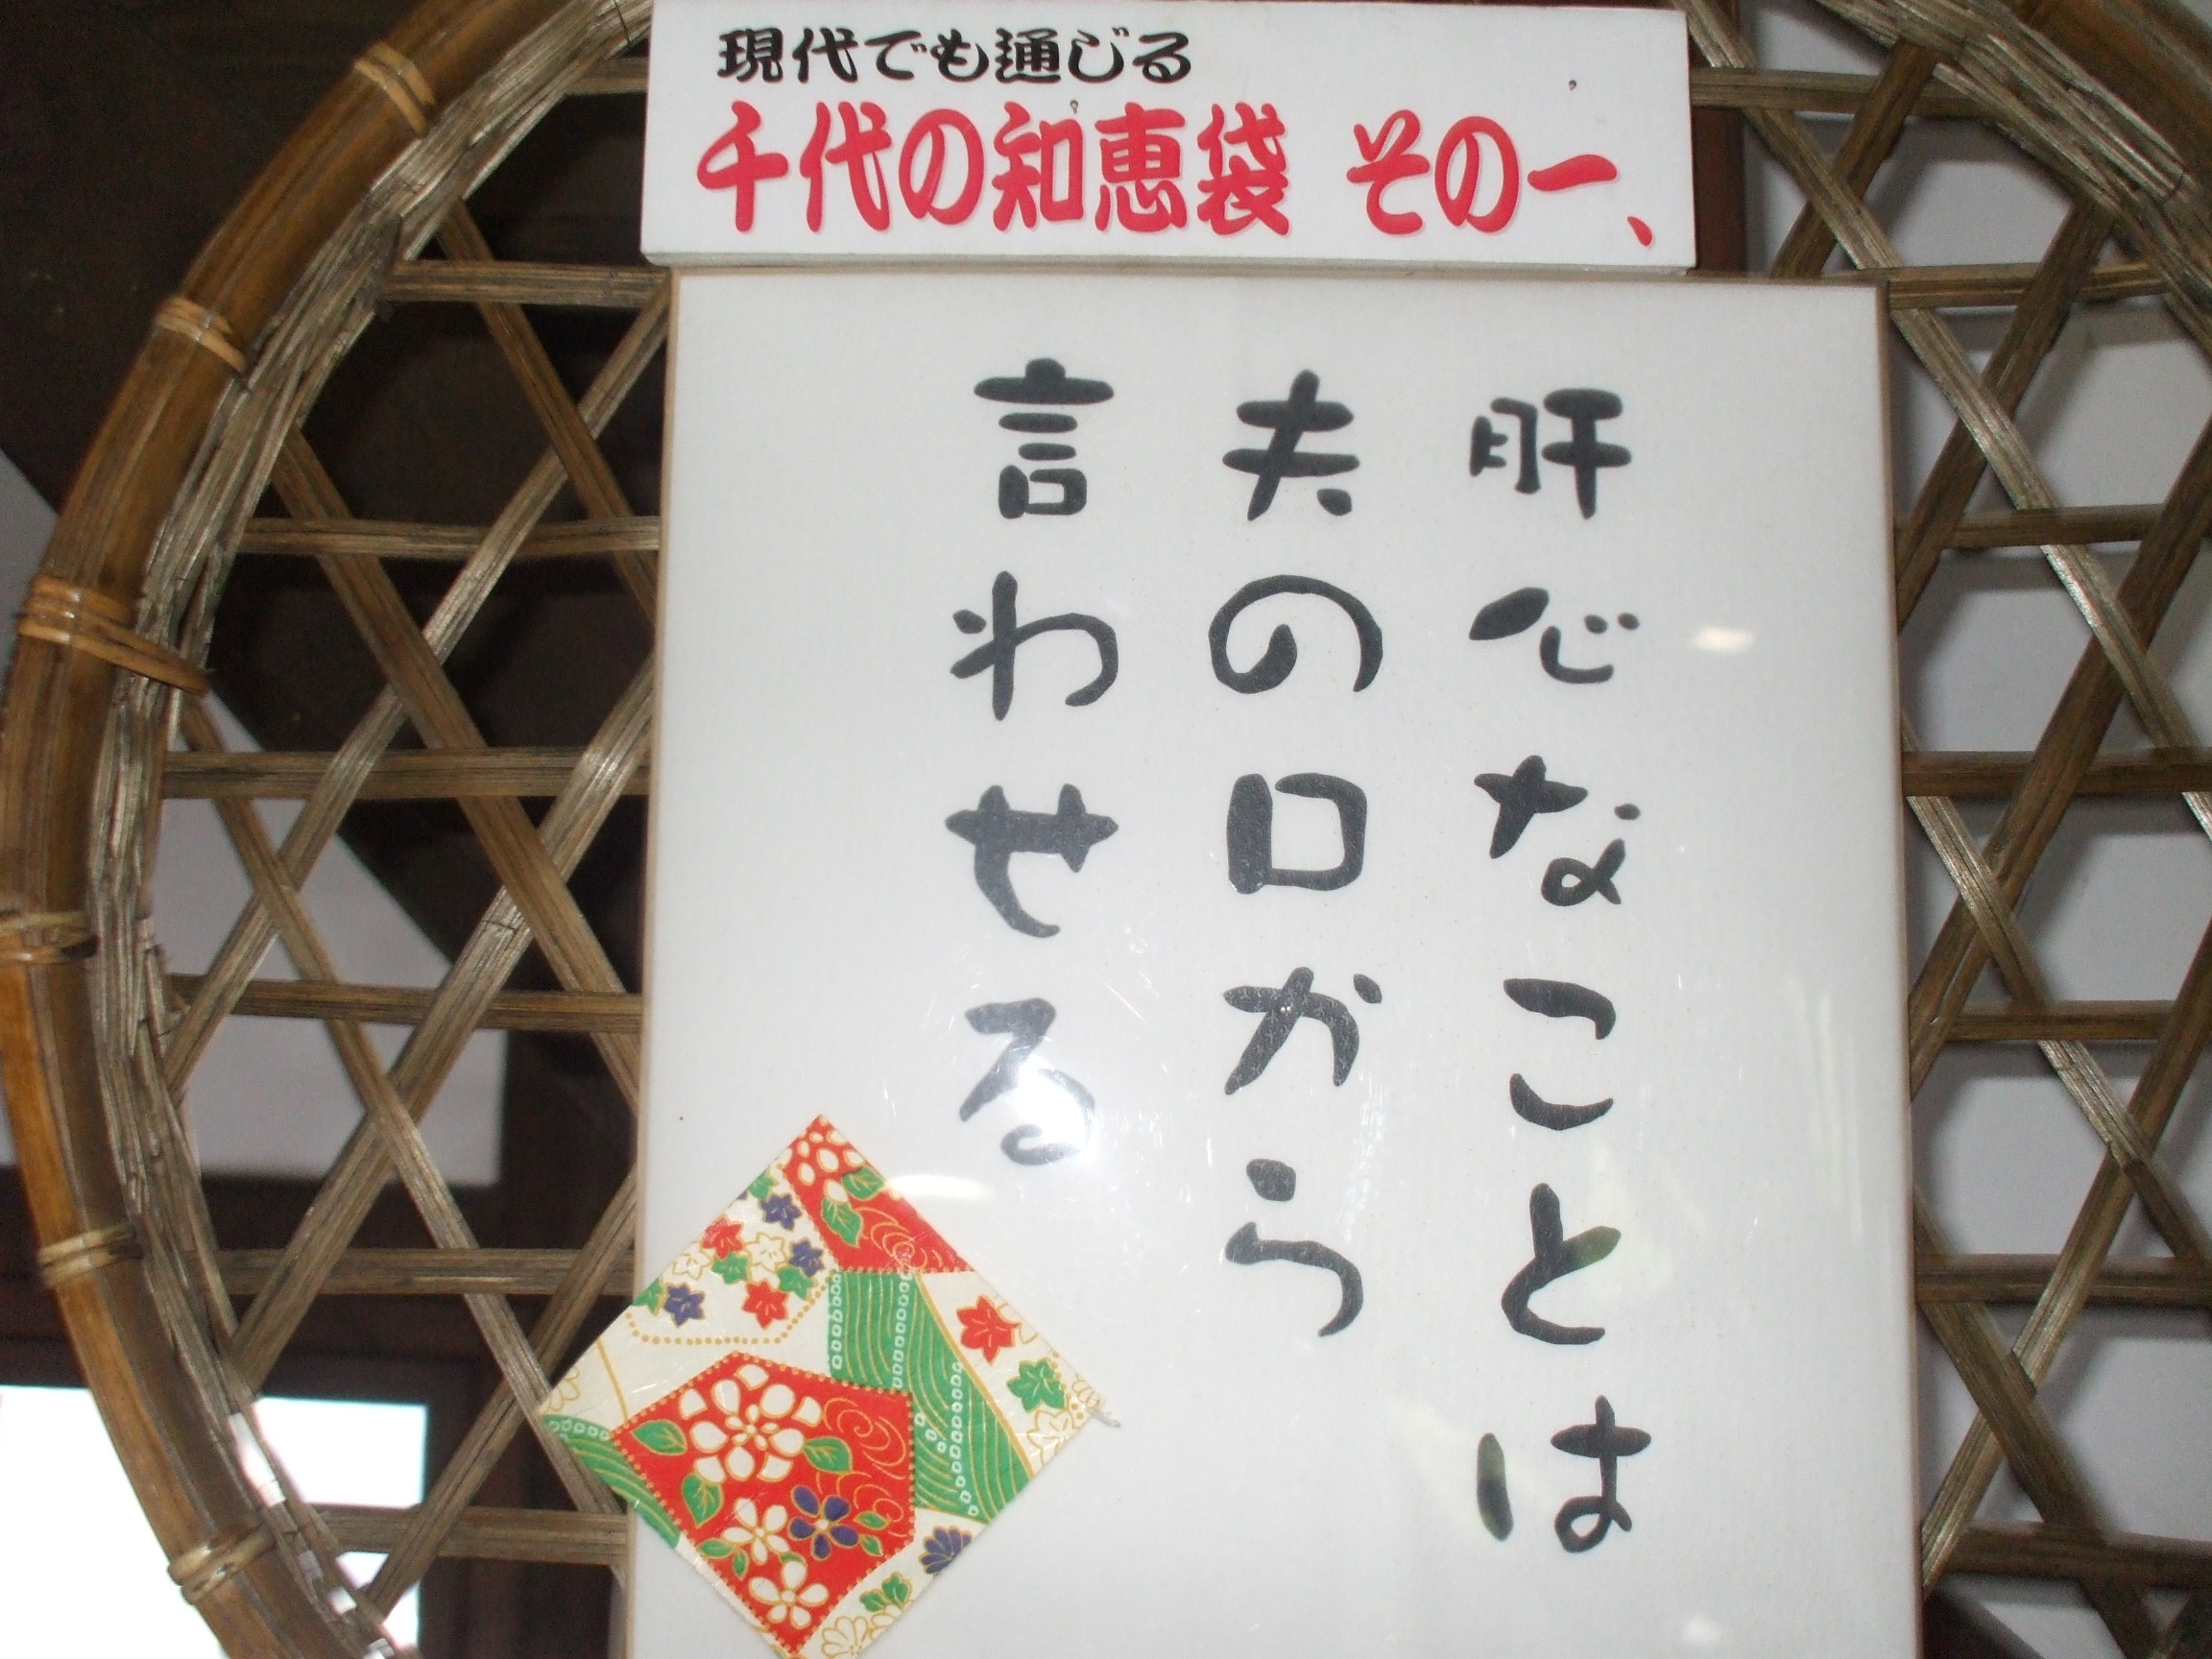 現代でも通じる
千代の知恵袋 その一、
肝心なことは
夫の口から
言わせる